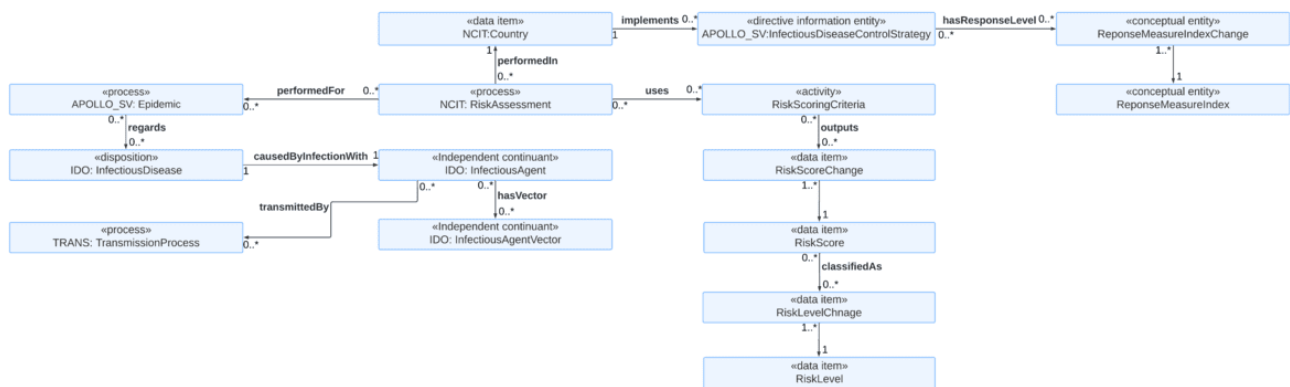 «data item»
NCIT:Country
implements
1
0..*
«directive information entity»
APOLLO_SV:InfectiousDiseaseControlStrategy
hasResponseLevel
0..*
0..*
«conceptual entity»
ReponseMeasureIndexChange
1
performedIn
0..*
1..*
1
«process»
APOLLO_SV: Epidemic
performedFor
0..*
0..*
«process»
NCIT: RiskAssessment
uses
0..*
0..*
«activity»
RiskScoringCriteria
«conceptual entity»
ReponseMeasureIndex
0..*
regards
0..*
0..*
outputs
0..*
«disposition»
IDO: InfectiousDisease
causedByInfectionWith
1
1
«Independent continuant»
IDO: InfectiousAgent
«data item»
RiskScoreChange
0..*
transmittedBy
0..*
0..*
hasVector
0..*
1..*
1
«process»
TRANS: TransmissionProcess
«Independent continuant»
IDO: InfectiousAgentVector
«data item»
RiskScore
0..*
classifiedAs
0..*
«data item»
RiskLevelChnage
1..*
1
«data item»
RiskLevel